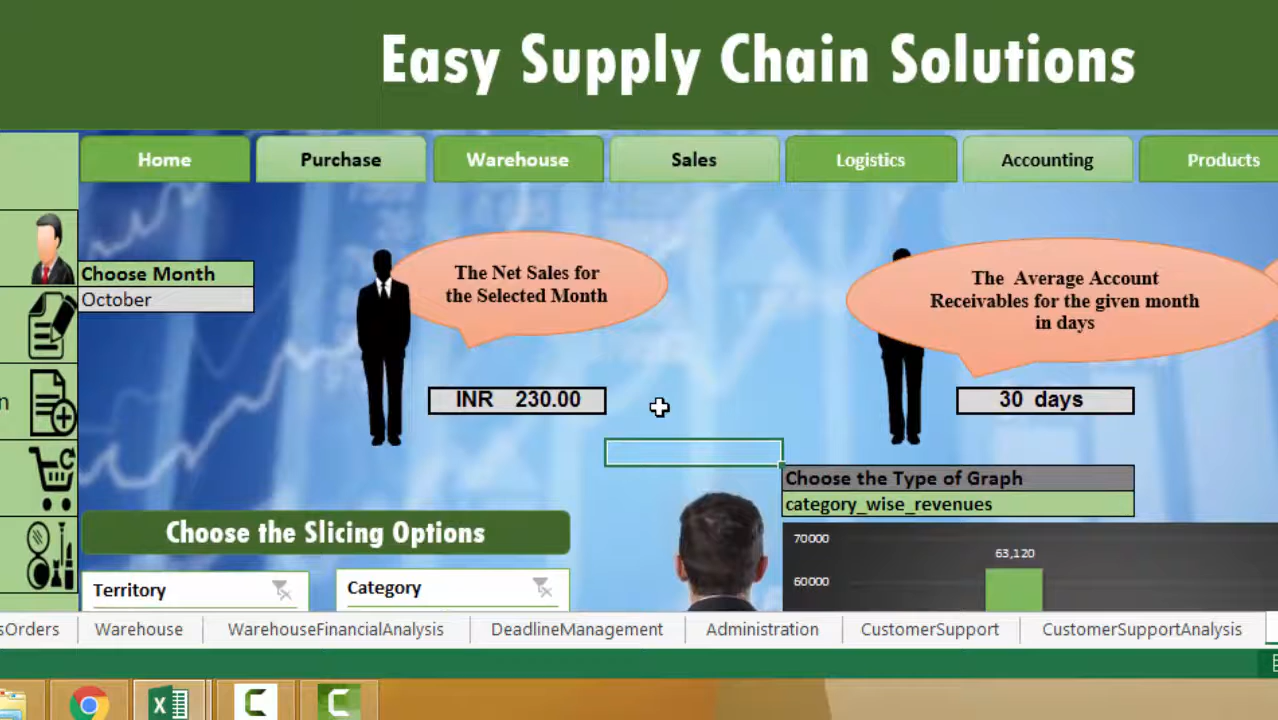 Easy Supply Chain Solutions
Home
Purchase
Warehouse
Sales
Logistics
Accounting
Products
Choose Month
October
The Net Sales for
the Selected Month
The Average Account
Receivables for the given month
in days
INR 230.00
30 days
n
Choose the Type of Graph
category_wise_revenues
Choose the Slicing Options
Territory
Category
70000
63,120
60000
sOrders
Warehouse
WarehouseFinancialAnalysis
DeadlineManagement
Administration
CustomerSupport
CustomerSupportAnalysis